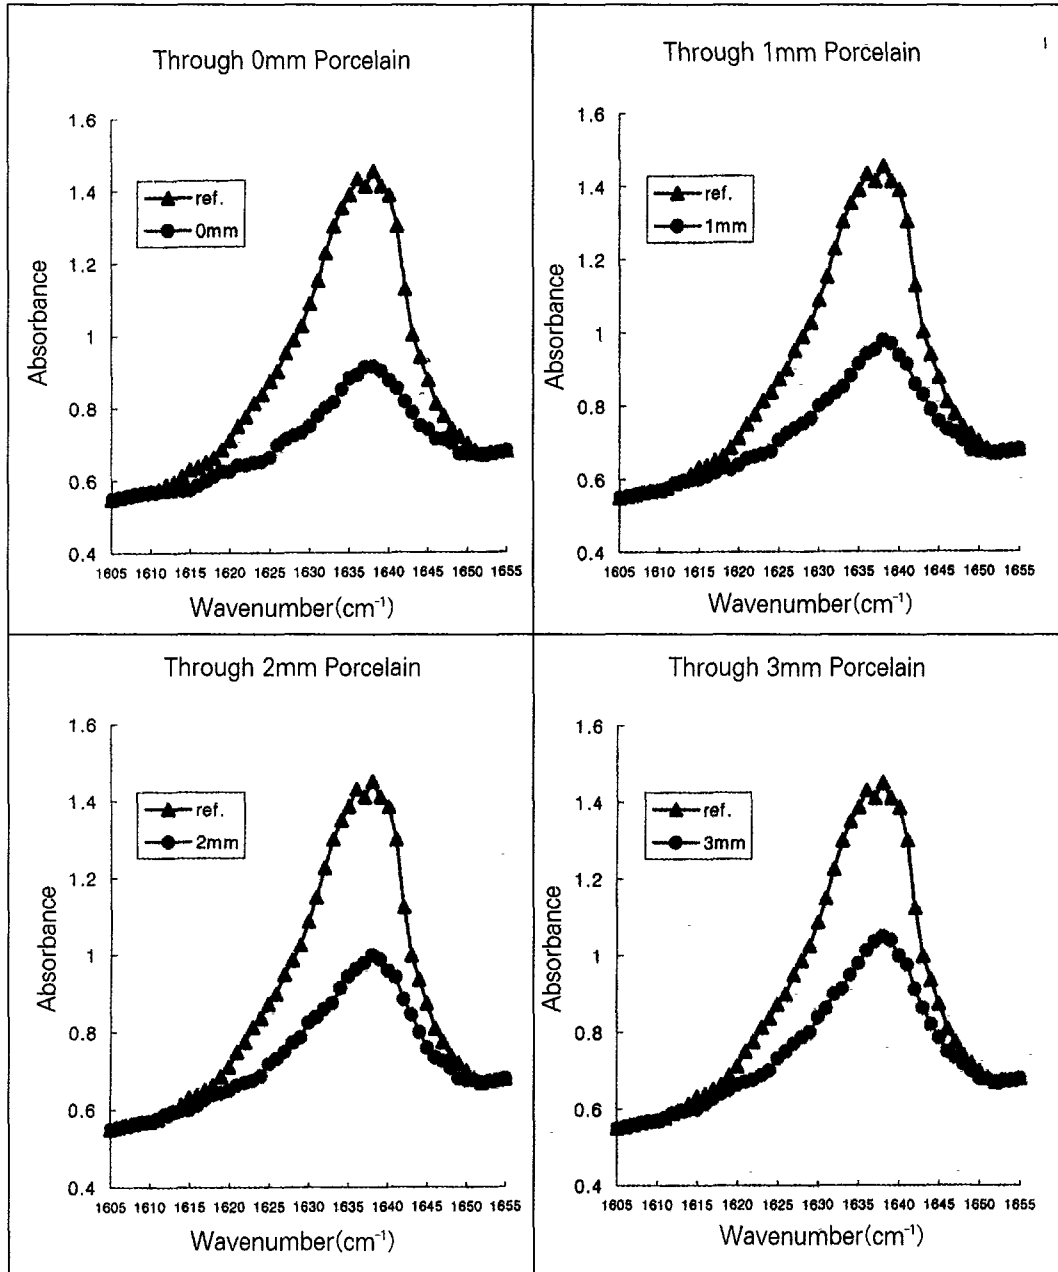 Through 0mm Porcelain
1.6
1.4
1.2
1
0.8
0.6
0.4
Absorbance
ref.
0mm
1605 1610 1615 1620 1625 1630 1635 1640 1645 1650 1655
Wavenumber(cm⁻¹)
Through 1mm Porcelain
1.6
1.4
1.2
1
0.8
0.6
0.4
Absorbance
ref.
1mm
1605 1610 1615 1620 1625 1630 1635 1640 1645 1650 1655
Wavenumber(cm⁻¹)
Through 2mm Porcelain
1.6
1.4
1.2
1
0.8
0.6
0.4
Absorbance
ref.
2mm
1605 1610 1615 1620 1625 1630 1635 1640 1645 1650 1655
Wavenumber(cm⁻¹)
Through 3mm Porcelain
1.6
1.4
1.2
1
0.8
0.6
0.4
Absorbance
ref.
3mm
1605 1610 1615 1620 1625 1630 1635 1640 1645 1650 1655
Wavenumber(cm⁻¹)